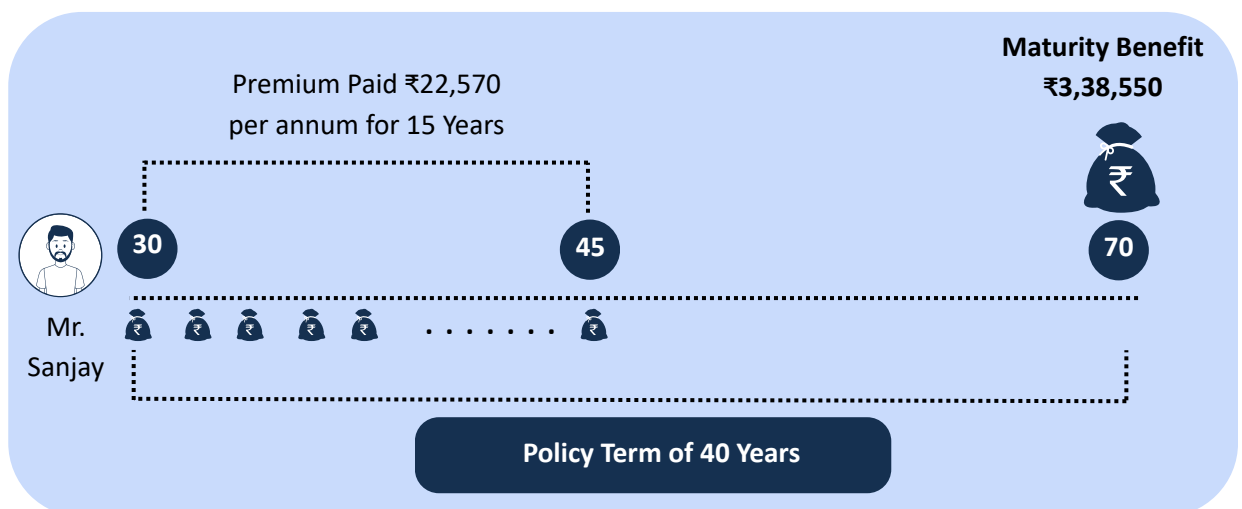 Maturity Benefit
₹3,38,550
Premium Paid ₹22,570
per annum for 15 Years
₹
30
45
70
Mr.
Sanjay
₹ ₹ ₹ ₹ ₹ . . . . . . . ₹
Policy Term of 40 Years